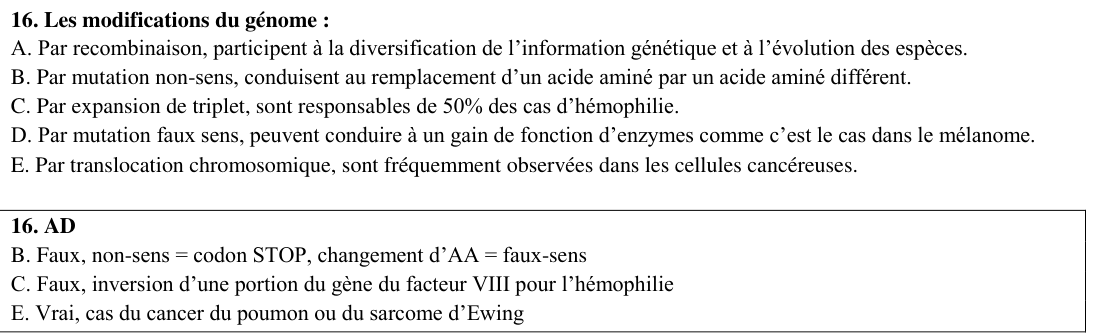 16. Les modifications du génome :
A. Par recombinaison, participent à la diversification de l’information génétique et à l’évolution des espèces.
B. Par mutation non-sens, conduisent au remplacement d’un acide aminé par un acide aminé différent.
C. Par expansion de triplet, sont responsables de 50% des cas d’hémophilie.
D. Par mutation faux sens, peuvent conduire à un gain de fonction d’enzymes comme c’est le cas dans le mélanome.
E. Par translocation chromosomique, sont fréquemment observées dans les cellules cancéreuses.
16. AD
B. Faux, non-sens = codon STOP, changement d’AA = faux-sens
C. Faux, inversion d’une portion du gène du facteur VIII pour l’hémophilie
E. Vrai, cas du cancer du poumon ou du sarcome d’Ewing